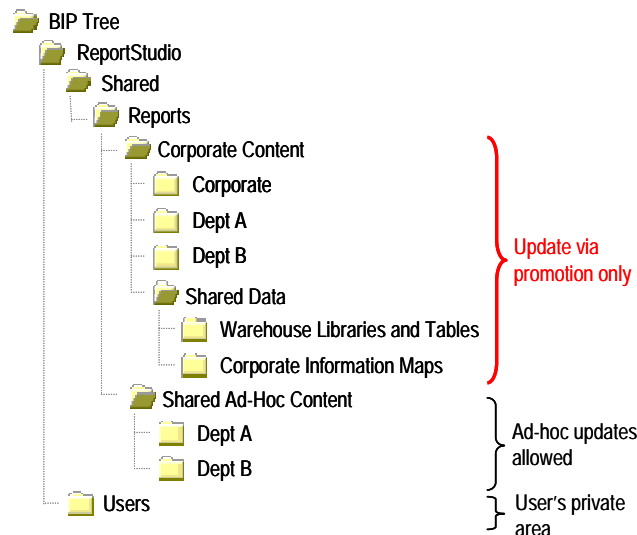 BIP Tree
ReportStudio
Shared
Reports
Corporate Content
Corporate
Dept A
Dept B
Shared Data
Warehouse Libraries and Tables
Corporate Information Maps
Update via
promotion only
Shared Ad-Hoc Content
Dept A
Dept B
Ad-hoc updates
allowed
Users
User's private
area